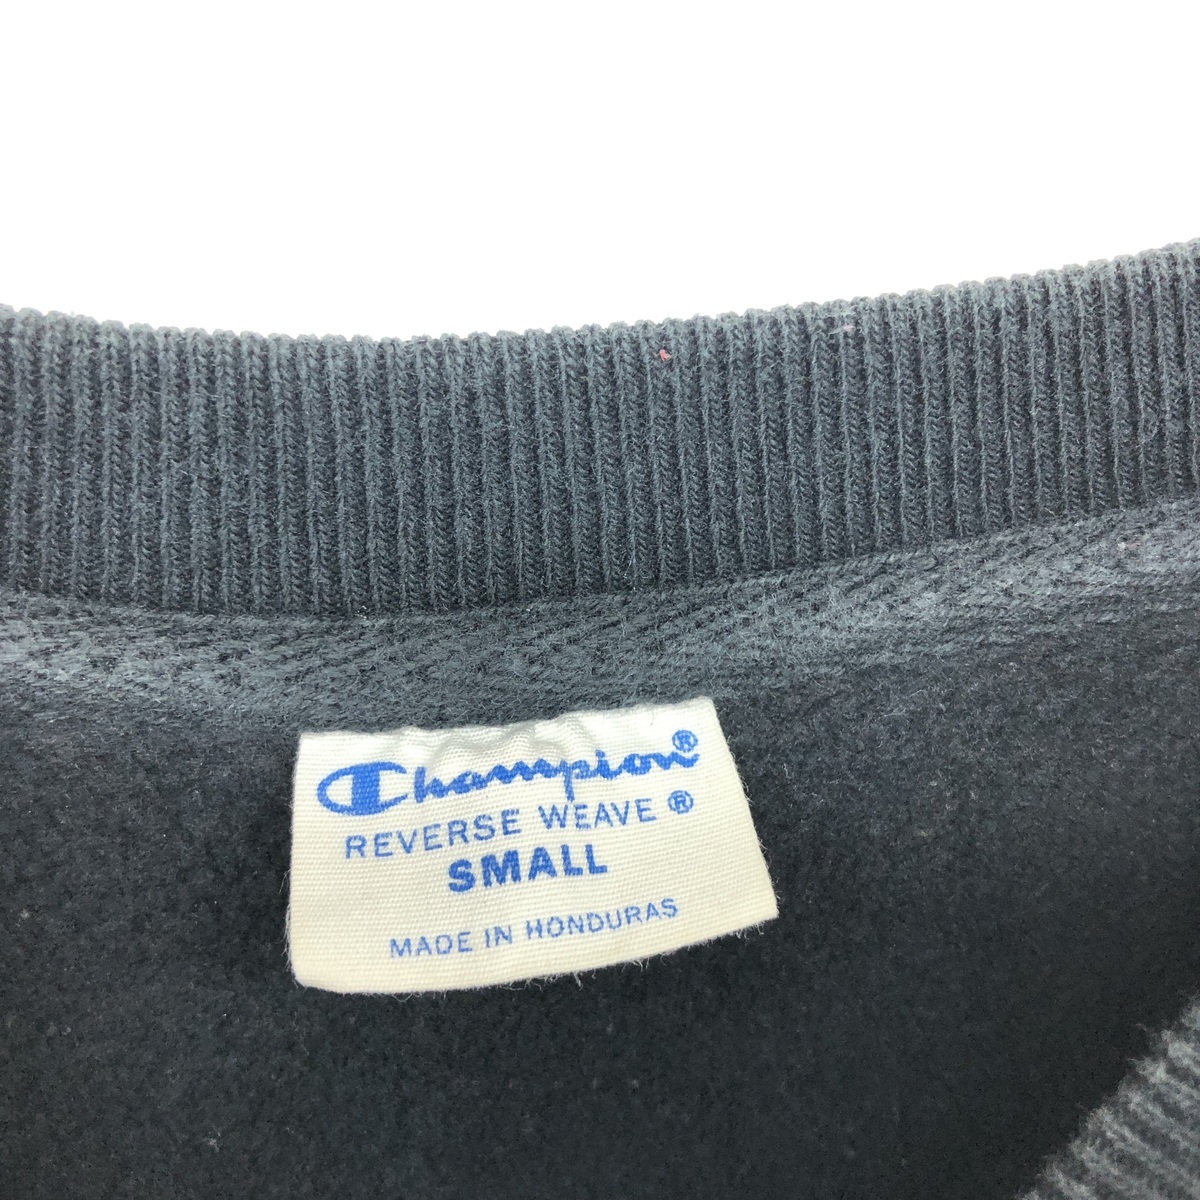 Champion®
REVERSE WEAVE ®
SMALL
MADE IN HONDURAS